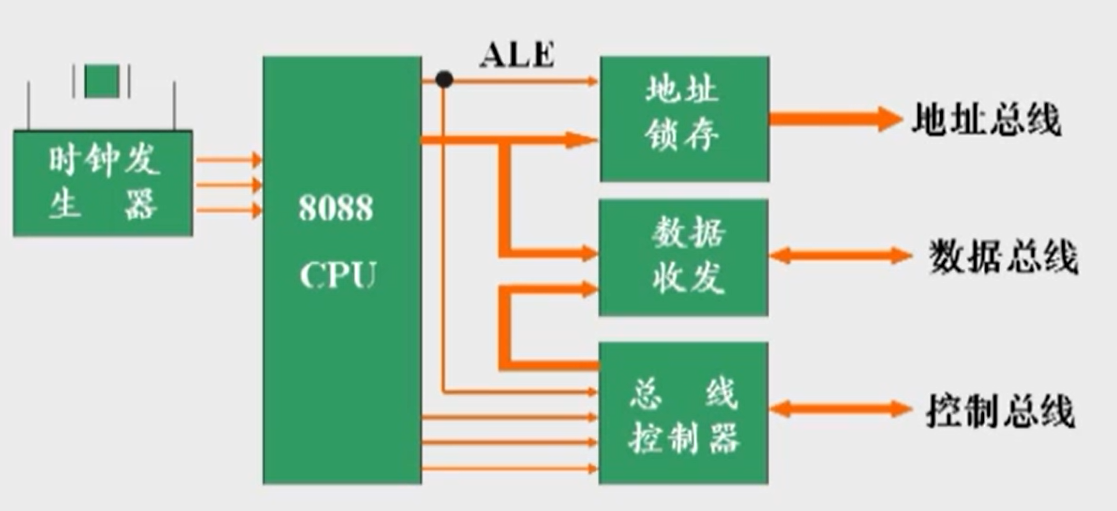 ALE
地址
锁存
地址总线
时钟发
生 器
8088
CPU
数据
收发
数据总线
总 线
控制器
控制总线